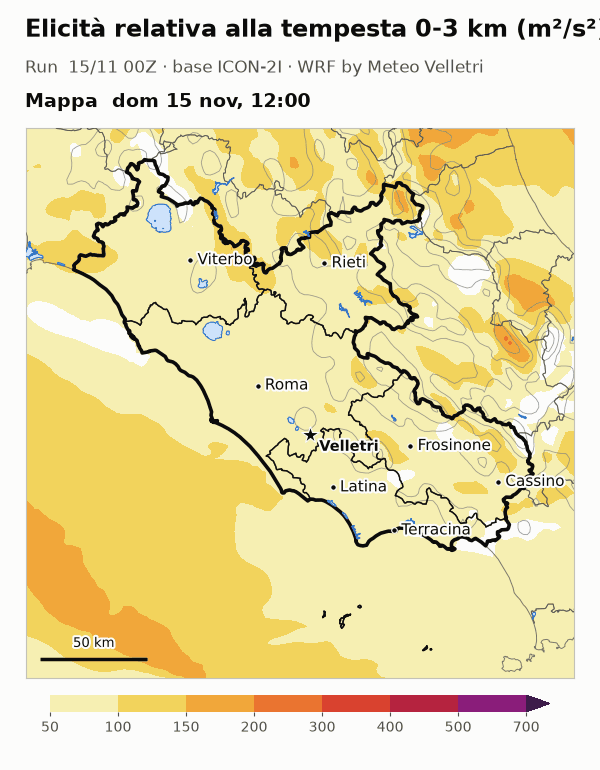 Elicità relativa alla tempesta 0-3 km (m²/s²)
Run 15/11 00Z · base ICON-2I · WRF by Meteo Velletri
Mappa dom 15 nov, 12:00
Viterbo
Rieti
Roma
Velletri
Frosinone
Cassino
Latina
Terracina
50 km
50 100 150 200 300 400 500 700